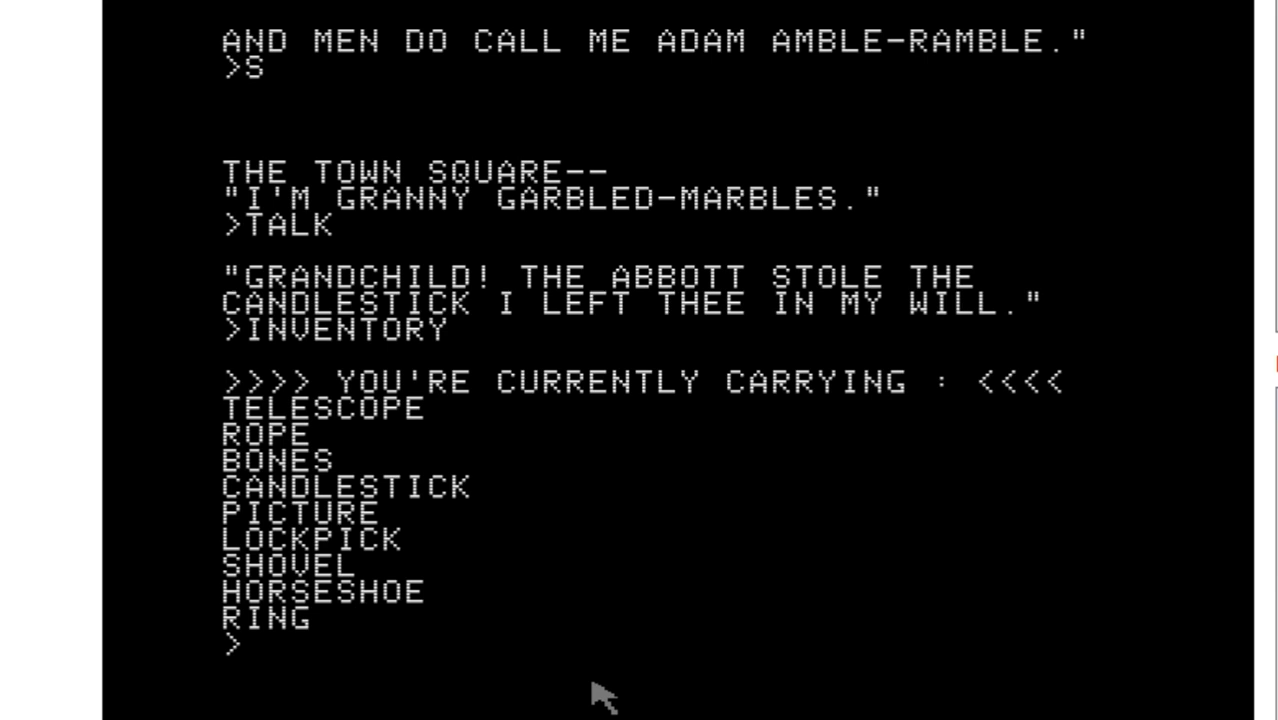 AND MEN DO CALL ME ADAM AMBLE-RAMBLE."
>S
THE TOWN SQUARE--
"I'M GRANNY GARBLED-MARBLES."
>TALK
"GRANDCHILD! THE ABBOTT STOLE THE
CANDLESTICK I LEFT THEE IN MY WILL."
>INVENTORY
>>>> YOU'RE CURRENTLY CARRYING : <<<<
TELESCOPE
ROPE
BONES
CANDLESTICK
PICTURE
LOCKPICK
SHOVEL
HORSESHOE
RING
>